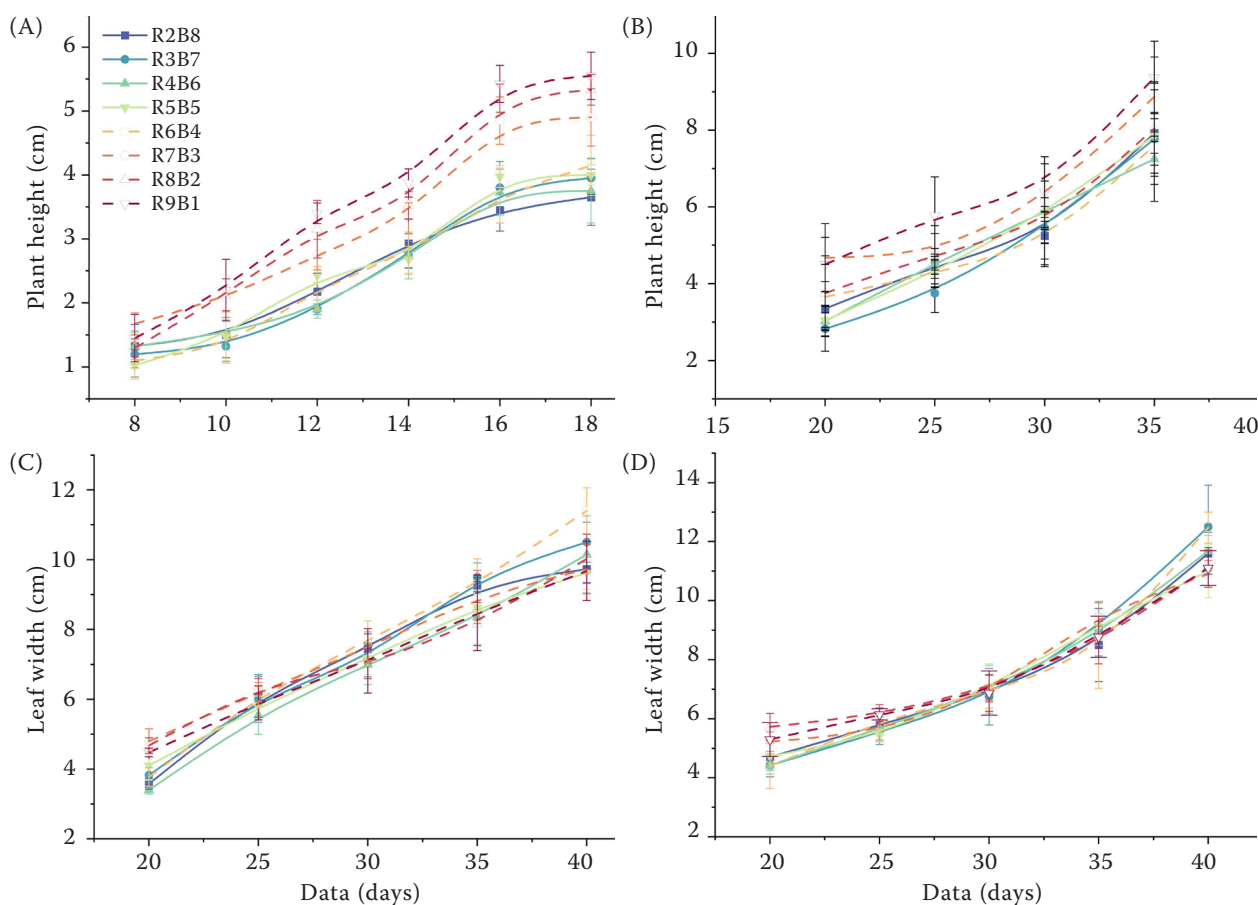 (A)
R2B8
R3B7
R4B6
R5B5
R6B4
R7B3
R8B2
R9B1
Plant height (cm)
6
5
4
3
2
1
8 10 12 14 16 18
(B)
Plant height (cm)
10
8
6
4
2
15 20 25 30 35 40
(C)
Leaf width (cm)
12
10
8
6
4
2
20 25 30 35 40
Data (days)
(D)
Leaf width (cm)
14
12
10
8
6
4
2
20 25 30 35 40
Data (days)